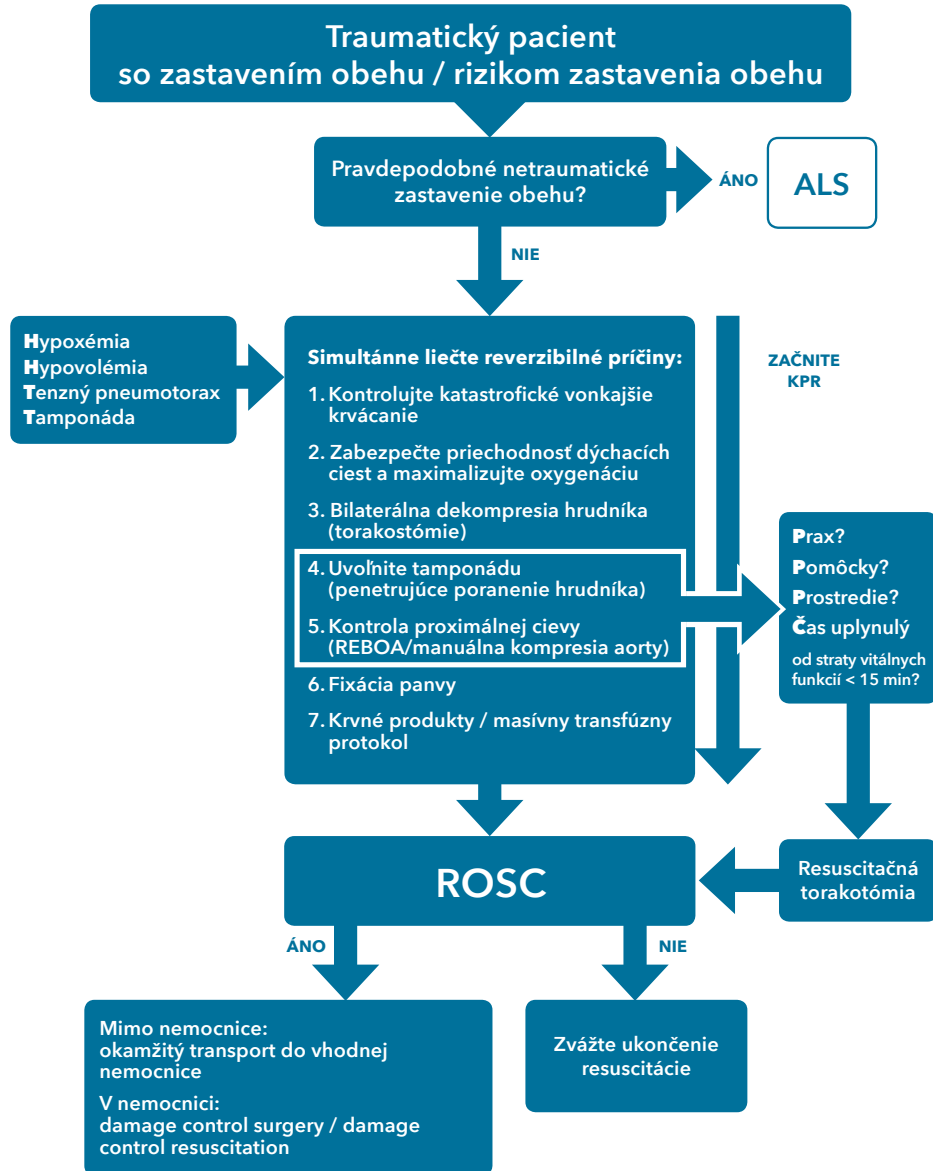 Traumatický pacient
so zastavením obehu / rizikom zastavenia obehu
Pravdepodobné netraumatické
zastavenie obehu?
ÁNO
ALS
NIE
Hypoxémia
Hypovolémia
Tenzný pneumotorax
Tamponáda
Simultánne liečte reverzibilné príčiny:
1. Kontrolujte katastrofické vonkajšie
krvácanie
2. Zabezpečte priechodnosť dýchacích
ciest a maximalizujte oxygenáciu
3. Bilaterálna dekompresia hrudníka
(torakostómie)
4. Uvoľnite tamponádu
(penetrujúce poranenie hrudníka)
5. Kontrola proximálnej cievy
(REBOA/manuálna kompresia aorty)
6. Fixácia panvy
7. Krvné produkty / masívny transfúzny
protokol
ZAČNITE
KPR
Prax?
Pomôcky?
Prostredie?
Čas uplynulý
od straty vitálnych
funkcií < 15 min?
Resuscitačná
torakotómia
ROSC
ÁNO
NIE
Mimo nemocnice:
okamžitý transport do vhodnej
nemocnice
V nemocnici:
damage control surgery / damage
control resuscitation
Zvážte ukončenie
resuscitácie